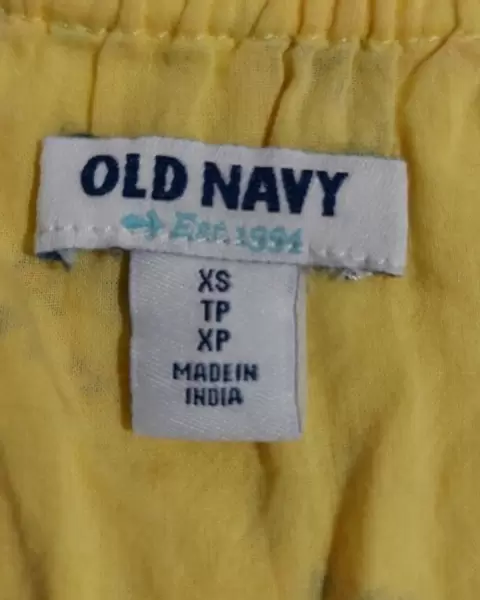 OLD NAVY
Est. 1994
XS
TP
XP
MADE IN
INDIA